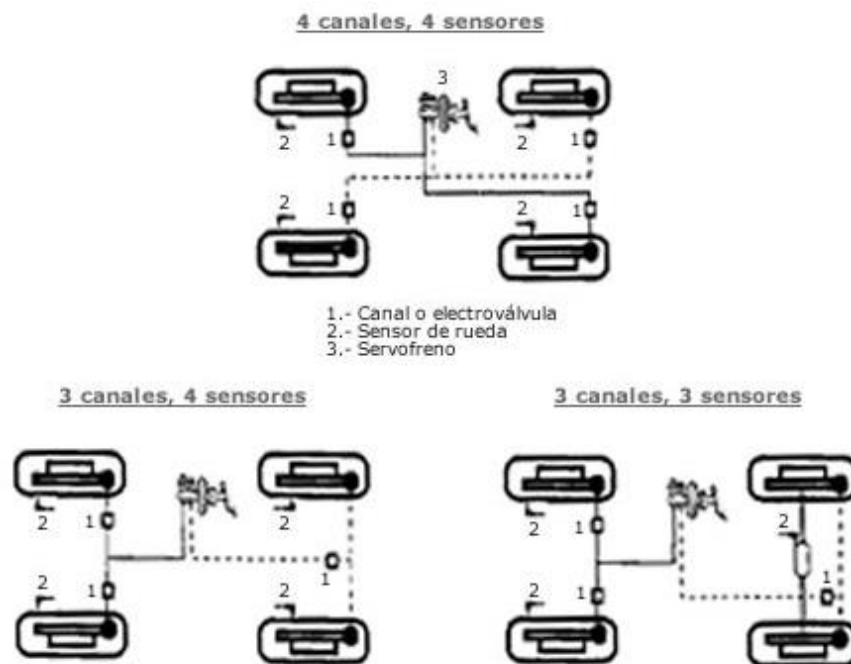 4 canales, 4 sensores
3
2 1 2 1
2 1 2 1
1.- Canal o electroválvula
2.- Sensor de rueda
3.- Servofreno
3 canales, 4 sensores 3 canales, 3 sensores
2 1 2 2 1 2
2 1 2 1 2 1 1